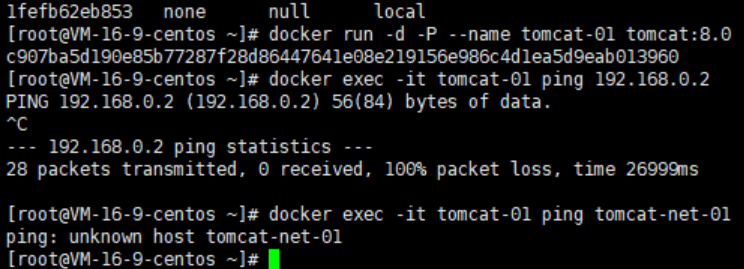 1fefb62eb853   none      null      local
[root@VM-16-9-centos ~]# docker run -d -P --name tomcat-01 tomcat:8.0
c907ba5d190e85b77287f28d86447641e08e219156e986c4d1ea5d9eab013960
[root@VM-16-9-centos ~]# docker exec -it tomcat-01 ping 192.168.0.2
PING 192.168.0.2 (192.168.0.2) 56(84) bytes of data.
^C
--- 192.168.0.2 ping statistics ---
28 packets transmitted, 0 received, 100% packet loss, time 26999ms
[root@VM-16-9-centos ~]# docker exec -it tomcat-01 ping tomcat-net-01
ping: unknown host tomcat-net-01
[root@VM-16-9-centos ~]#